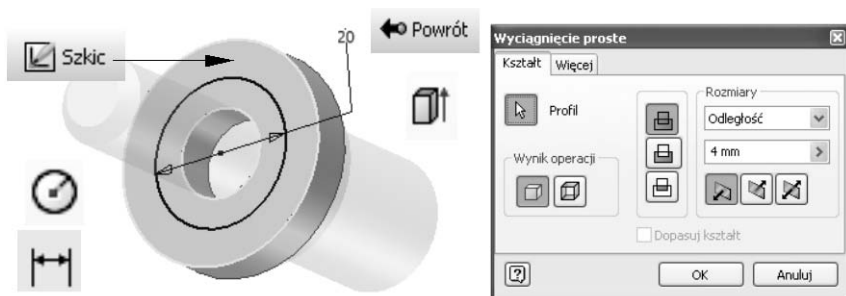 Szkic
20
Powrót
Wyciągnięcie proste
Kształt Więcej
Profil
Rozmiary
Odległość
4 mm
Wynik operacji
Dopasuj kształt
OK Anuluj